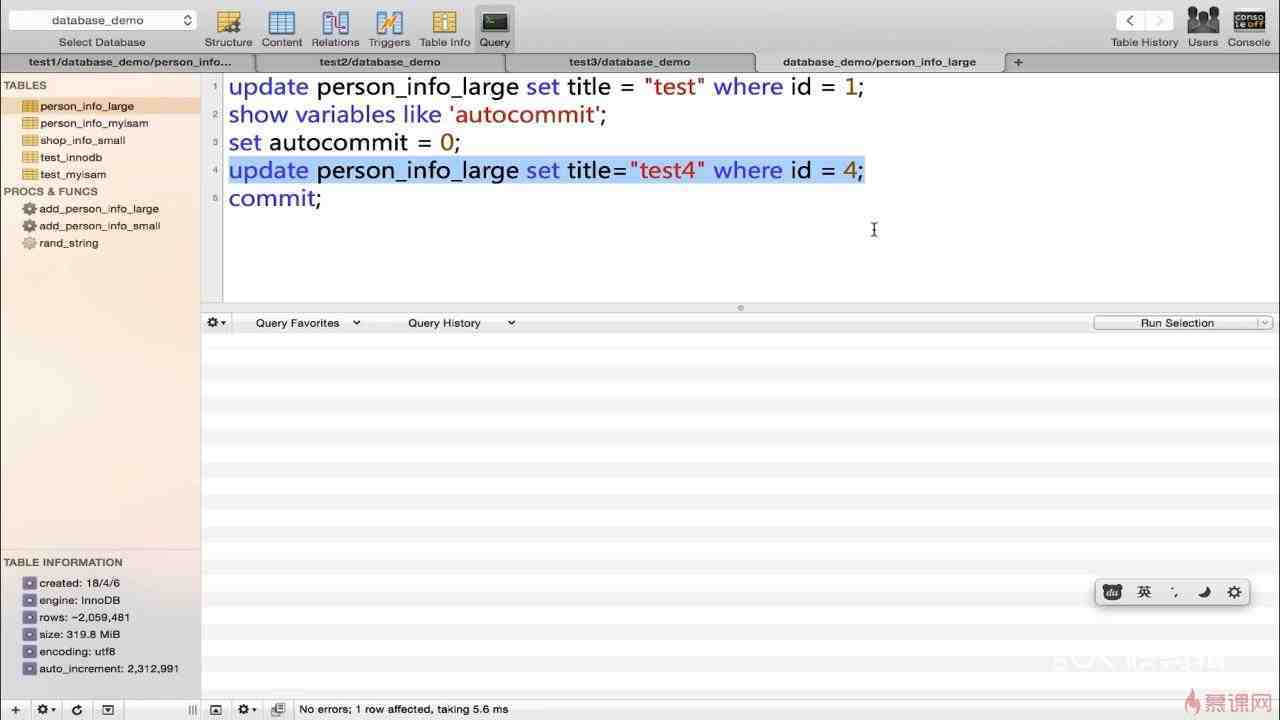 database_demo
Select Database
Structure
Content
Relations
Triggers
Table Info
Query
Table History
Users
Console
conso
le off
test1/database_demo/person_info...
test2/database_demo
test3/database_demo
database_demo/person_info_large
+
TABLES
person_info_large
person_info_myisam
shop_info_small
test_innodb
test_myisam
PROCS & FUNCS
add_person_info_large
add_person_info_small
rand_string
1 update person_info_large set title = "test" where id = 1;
2 show variables like 'autocommit';
3 set autocommit = 0;
4 update person_info_large set title="test4" where id = 4;
5 commit;
Query Favorites
Query History
Run Selection
TABLE INFORMATION
created: 18/4/6
engine: InnoDB
rows: ~2,059,481
size: 319.8 MiB
encoding: utf8
auto_increment: 2,312,991
du 英
No errors; 1 row affected, taking 5.6 ms
慕课网